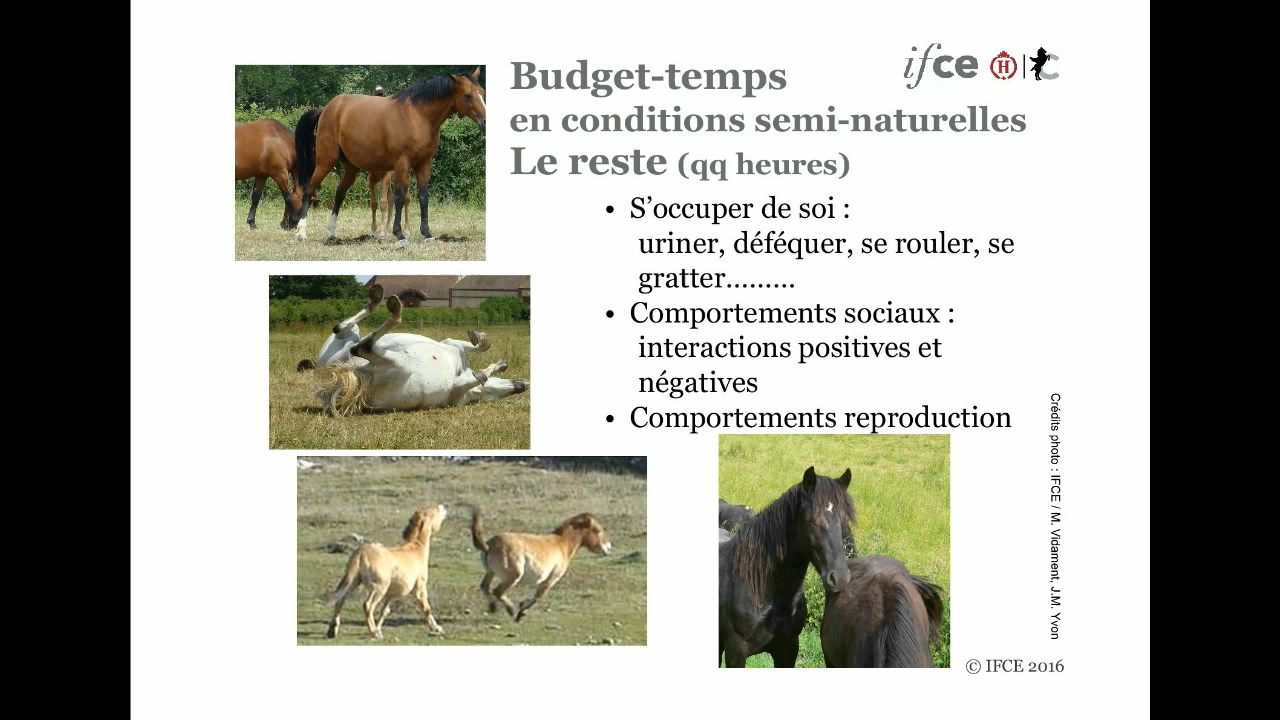 Budget-temps
en conditions semi-naturelles
Le reste (qq heures)
ifce
H
• S’occuper de soi :
uriner, déféquer, se rouler, se
gratter.........
• Comportements sociaux :
interactions positives et
négatives
• Comportements reproduction
Crédits photo : IFCE / M. Vidament, J.M. Yvon
© IFCE 2016